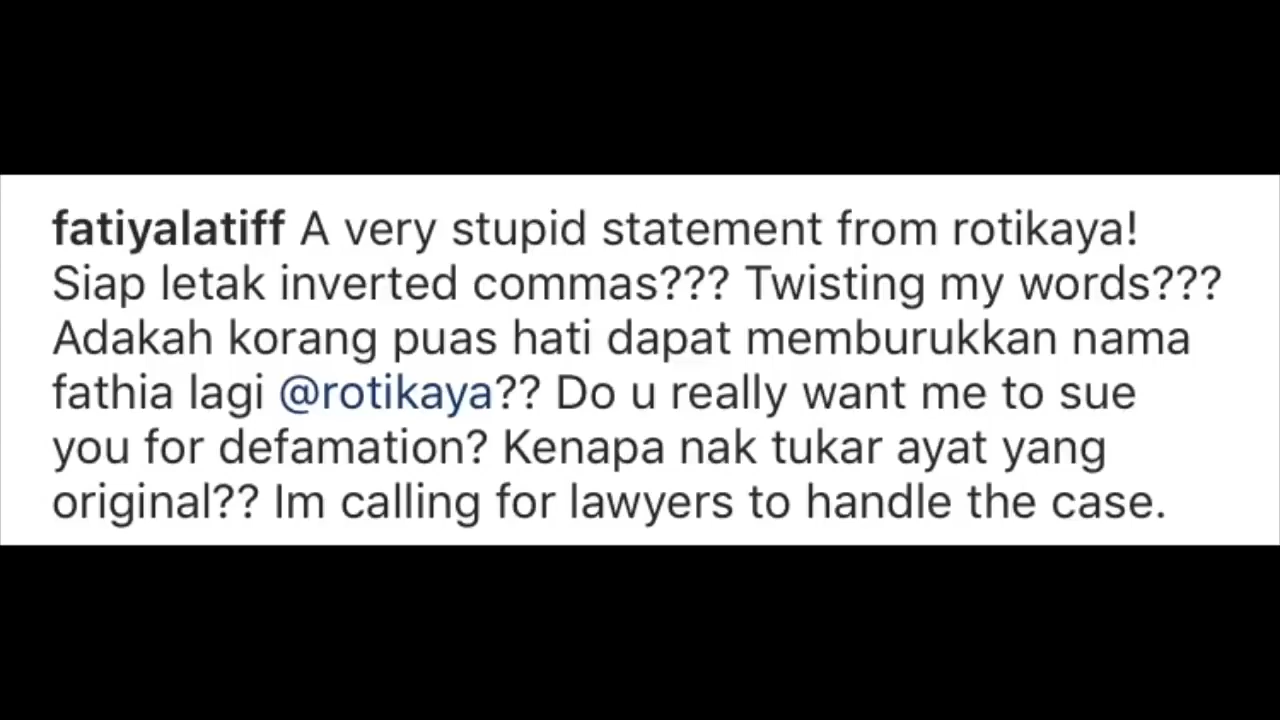 fatiyalatiff A very stupid statement from rotikaya!
Siap letak inverted commas??? Twisting my words???
Adakah korang puas hati dapat memburukkan nama
fathia lagi @rotikaya?? Do u really want me to sue
you for defamation? Kenapa nak tukar ayat yang
original?? Im calling for lawyers to handle the case.